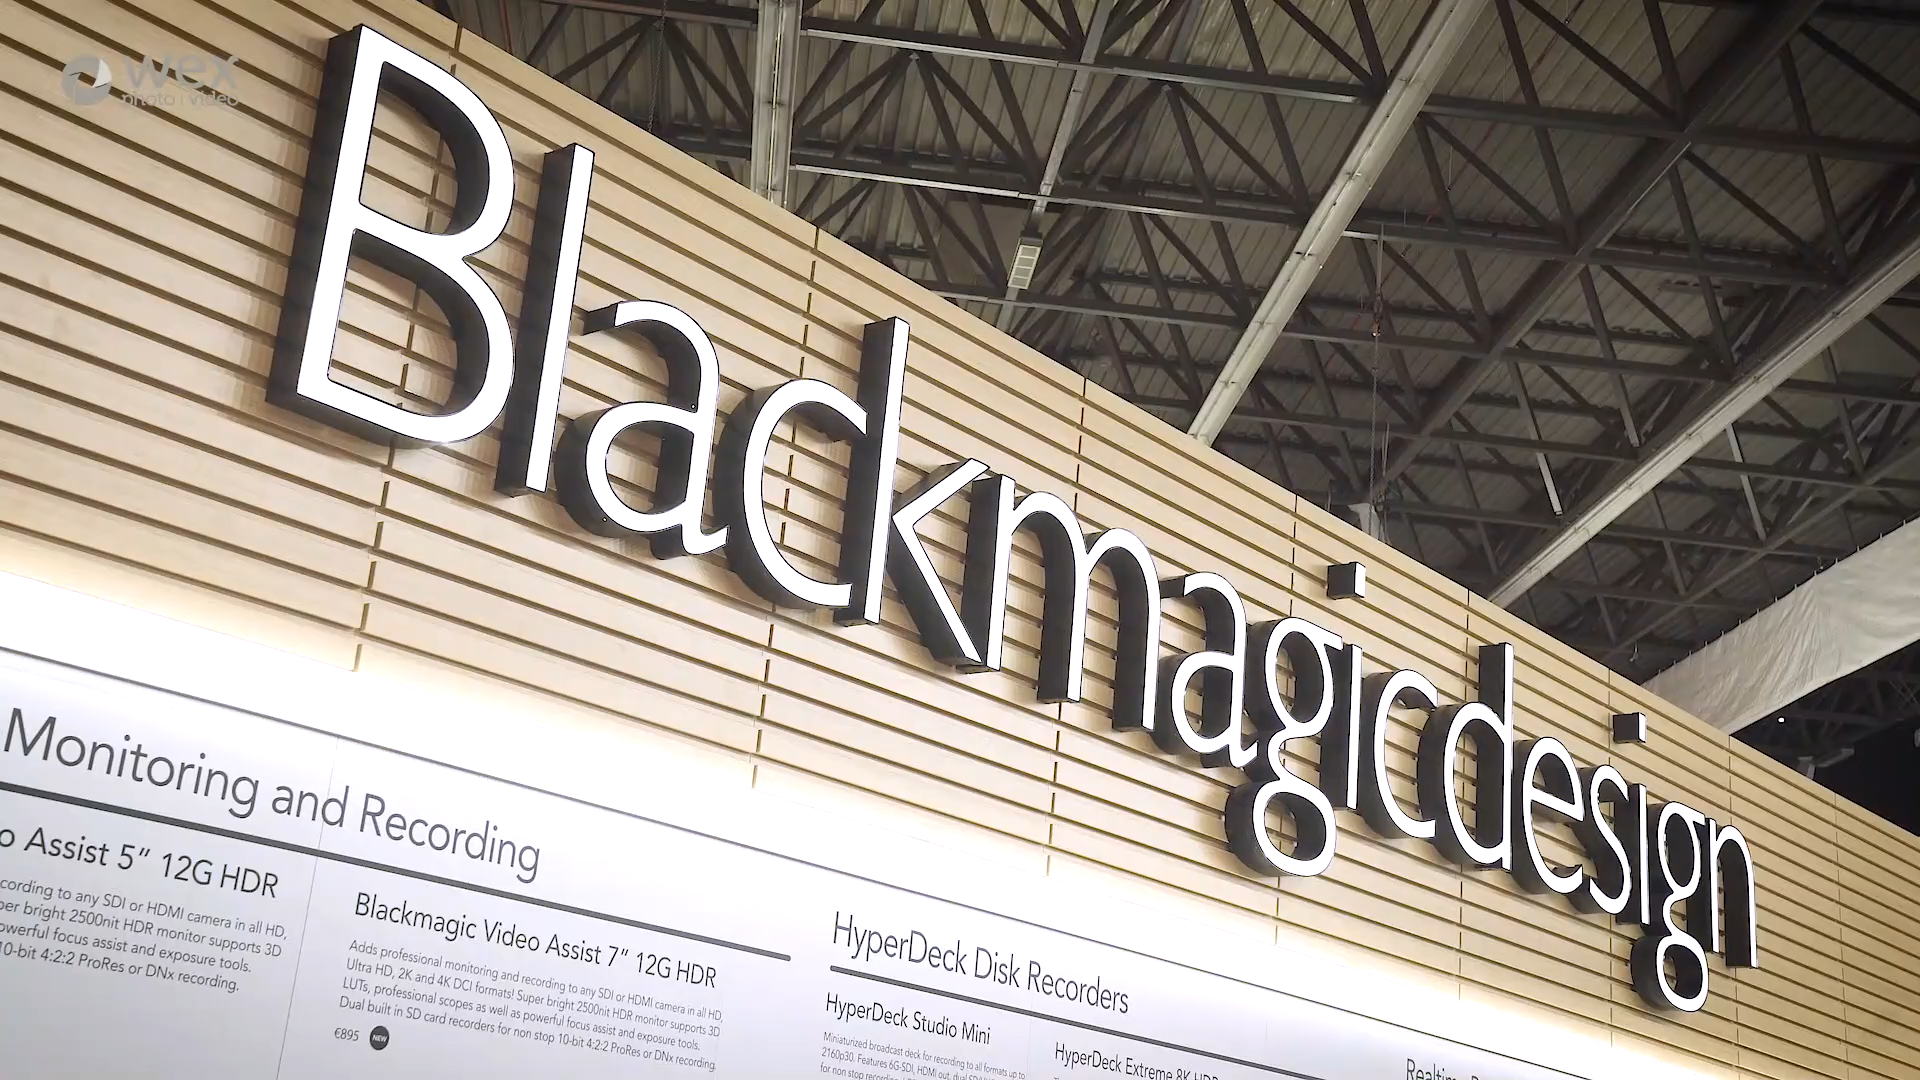 wex
photo | video
Blackmagicdesign
Monitoring and Recording
o Assist 5” 12G HDR
cording to any SDI or HDMI camera in all HD,
per bright 2500nit HDR monitor supports 3D
owerful focus assist and exposure tools.
10-bit 4:2:2 ProRes or DNx recording.
Blackmagic Video Assist 7” 12G HDR
Adds professional monitoring and recording to any SDI or HDMI camera in all HD,
Ultra HD, 2K and 4K DCI formats! Super bright 2500nit HDR monitor supports 3D
LUTs, professional scopes as well as powerful focus assist and exposure tools.
Dual built in SD card recorders for non stop 10-bit 4:2:2 ProRes or DNx recording.
€895 NEW
HyperDeck Disk Recorders
HyperDeck Studio Mini
Miniaturized broadcast deck for recording to all formats up to
2160p30. Features 6G-SDI, HDMI out, dual
for non stop
HyperDeck Extreme 8K HDR